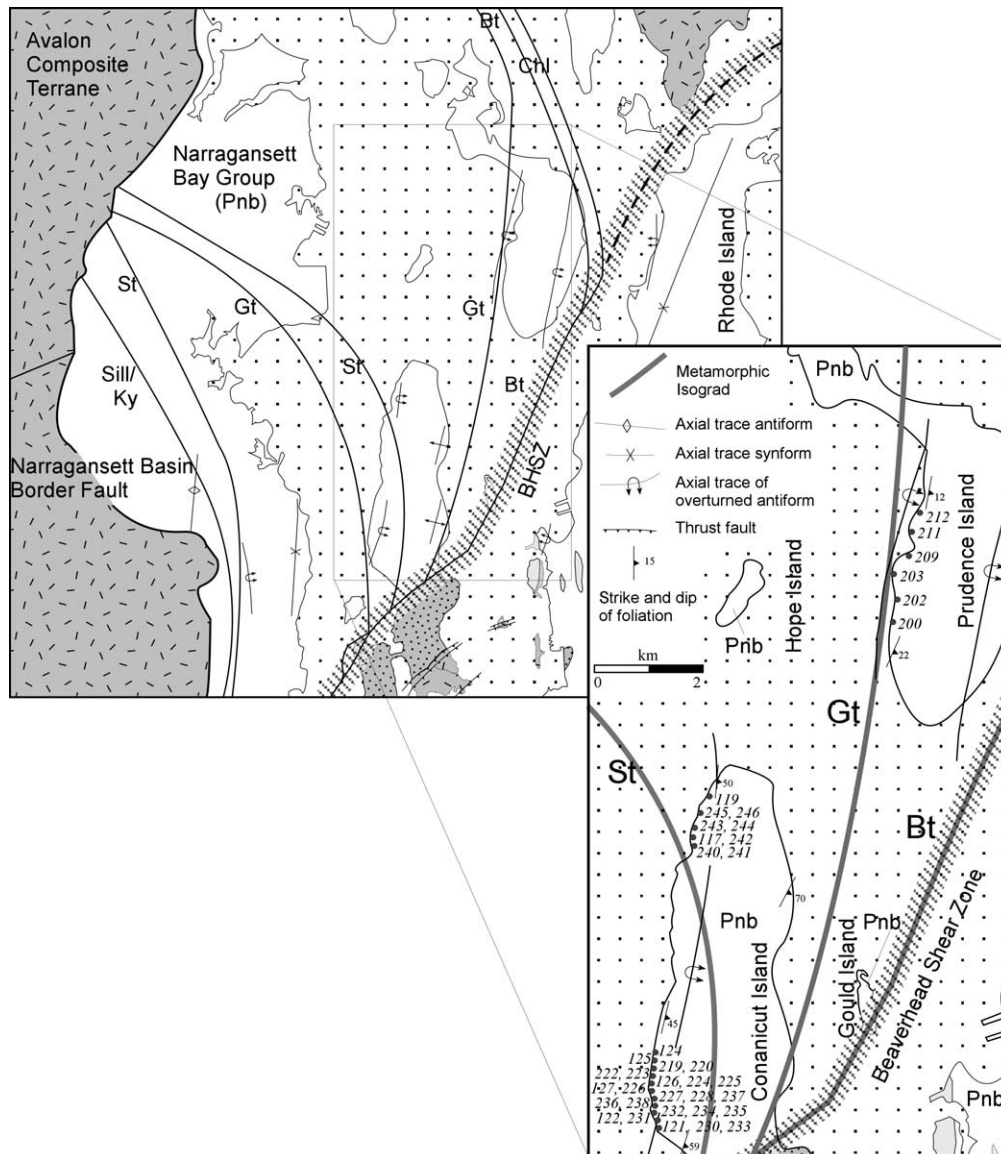 Avalon
Composite
Terrane
Bt
Chl
Narragansett
Bay Group
(Pnb)
St
Gt
Gt
Rhode Island
Sill/
Ky
St
Bt
BHSZ
Narragansett Basin
Border Fault
Metamorphic
Isograd
Axial trace antiform
Axial trace synform
Axial trace of
overturned antiform
Thrust fault
15
Strike and dip
of foliation
km
0 2
Pnb
Hope Island
Pnb
12
212
211
209
203
202
200
22
Prudence Island
Gt
St
Bt
50
119
245, 246
243, 244
117, 242
240, 241
70
Pnb
Conanicut Island
Gould Island
Pnb
Beaverhead Shear Zone
45
124
125
219, 220
222, 223
126, 224, 225
127, 226
227, 228, 237
236, 238
232, 234, 235
122, 231
121, 230, 233
59
Pnb